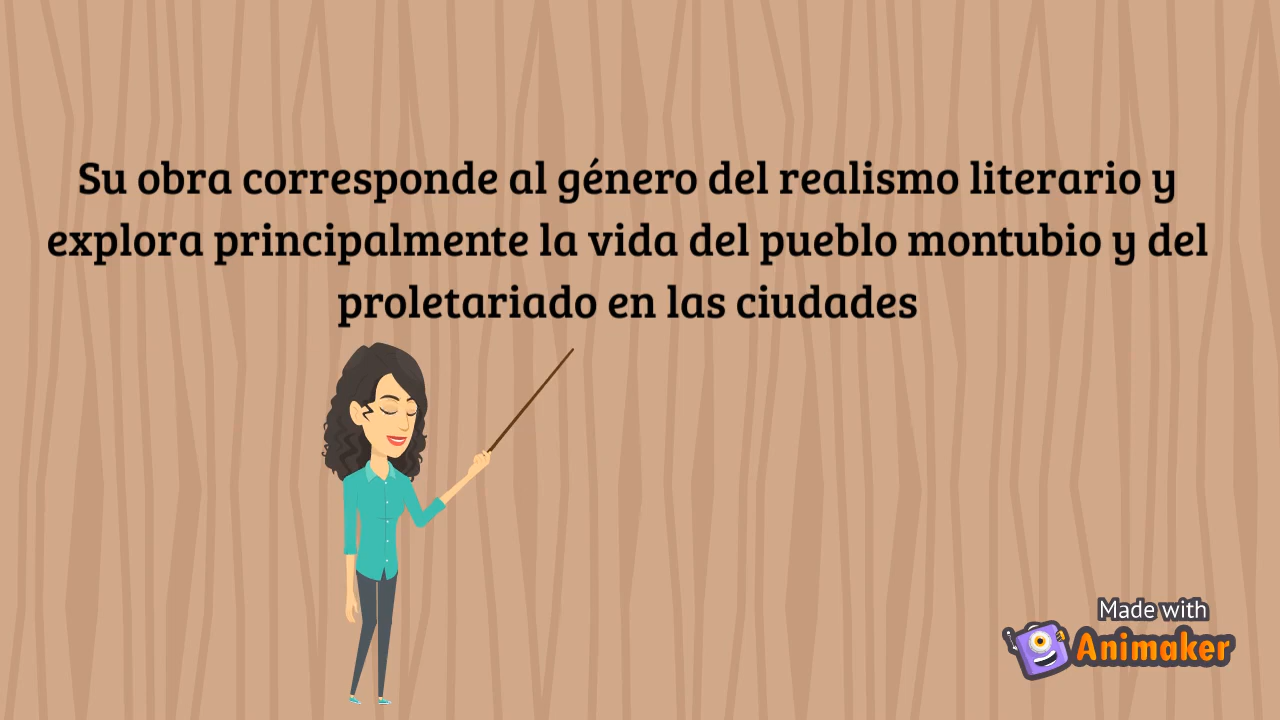 Su obra corresponde al género del realismo literario y
explora principalmente la vida del pueblo montubio y del
proletariado en las ciudades
Made with
Animaker